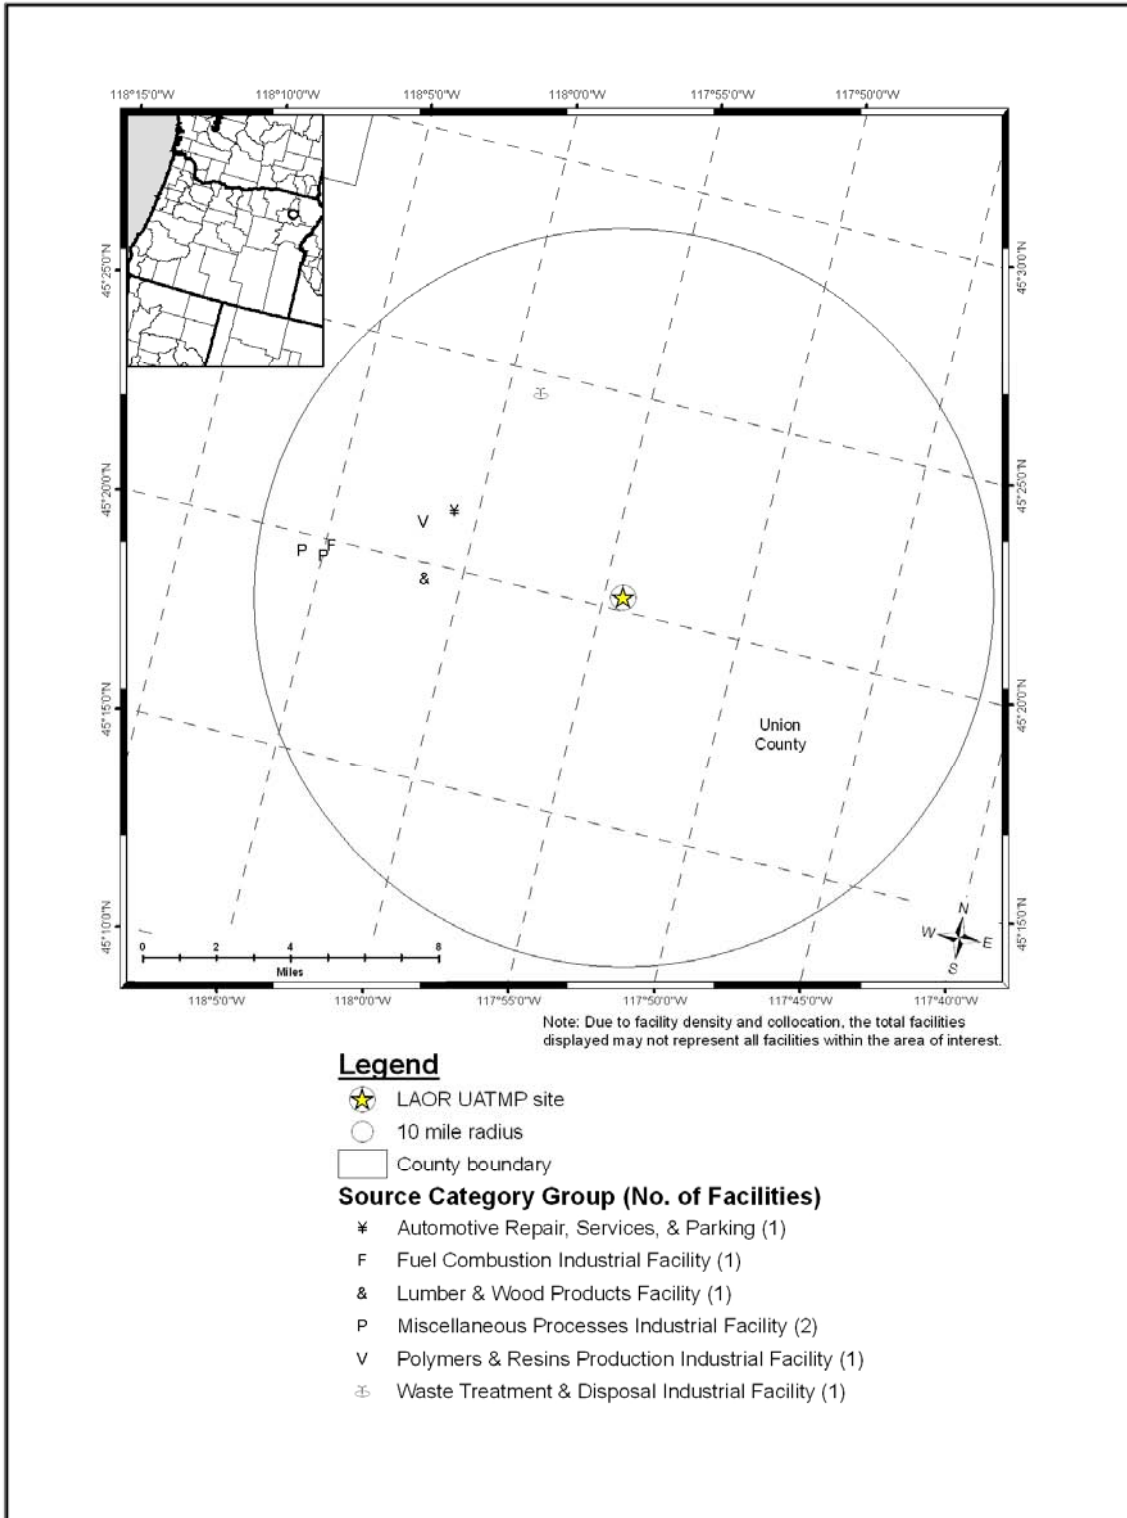 118°15'0"W 118°10'0"W 118°5'0"W 118°0'0"W 117°55'0"W 117°50'0"W
45°25'0"N
45°20'0"N
45°15'0"N
45°10'0"N
45°30'0"N
45°25'0"N
45°20'0"N
45°15'0"N
¥
V
F
P
P
&
Union
County
N
W
E
S
0 2 4 8
Miles
118°5'0"W 118°0'0"W 117°55'0"W 117°50'0"W 117°45'0"W 117°40'0"W
Note: Due to facility density and collocation, the total facilities
displayed may not represent all facilities within the area of interest.
Legend
LAOR UATMP site
10 mile radius
County boundary
Source Category Group (No. of Facilities)
¥ Automotive Repair, Services, & Parking (1)
F Fuel Combustion Industrial Facility (1)
& Lumber & Wood Products Facility (1)
P Miscellaneous Processes Industrial Facility (2)
V Polymers & Resins Production Industrial Facility (1)
Waste Treatment & Disposal Industrial Facility (1)